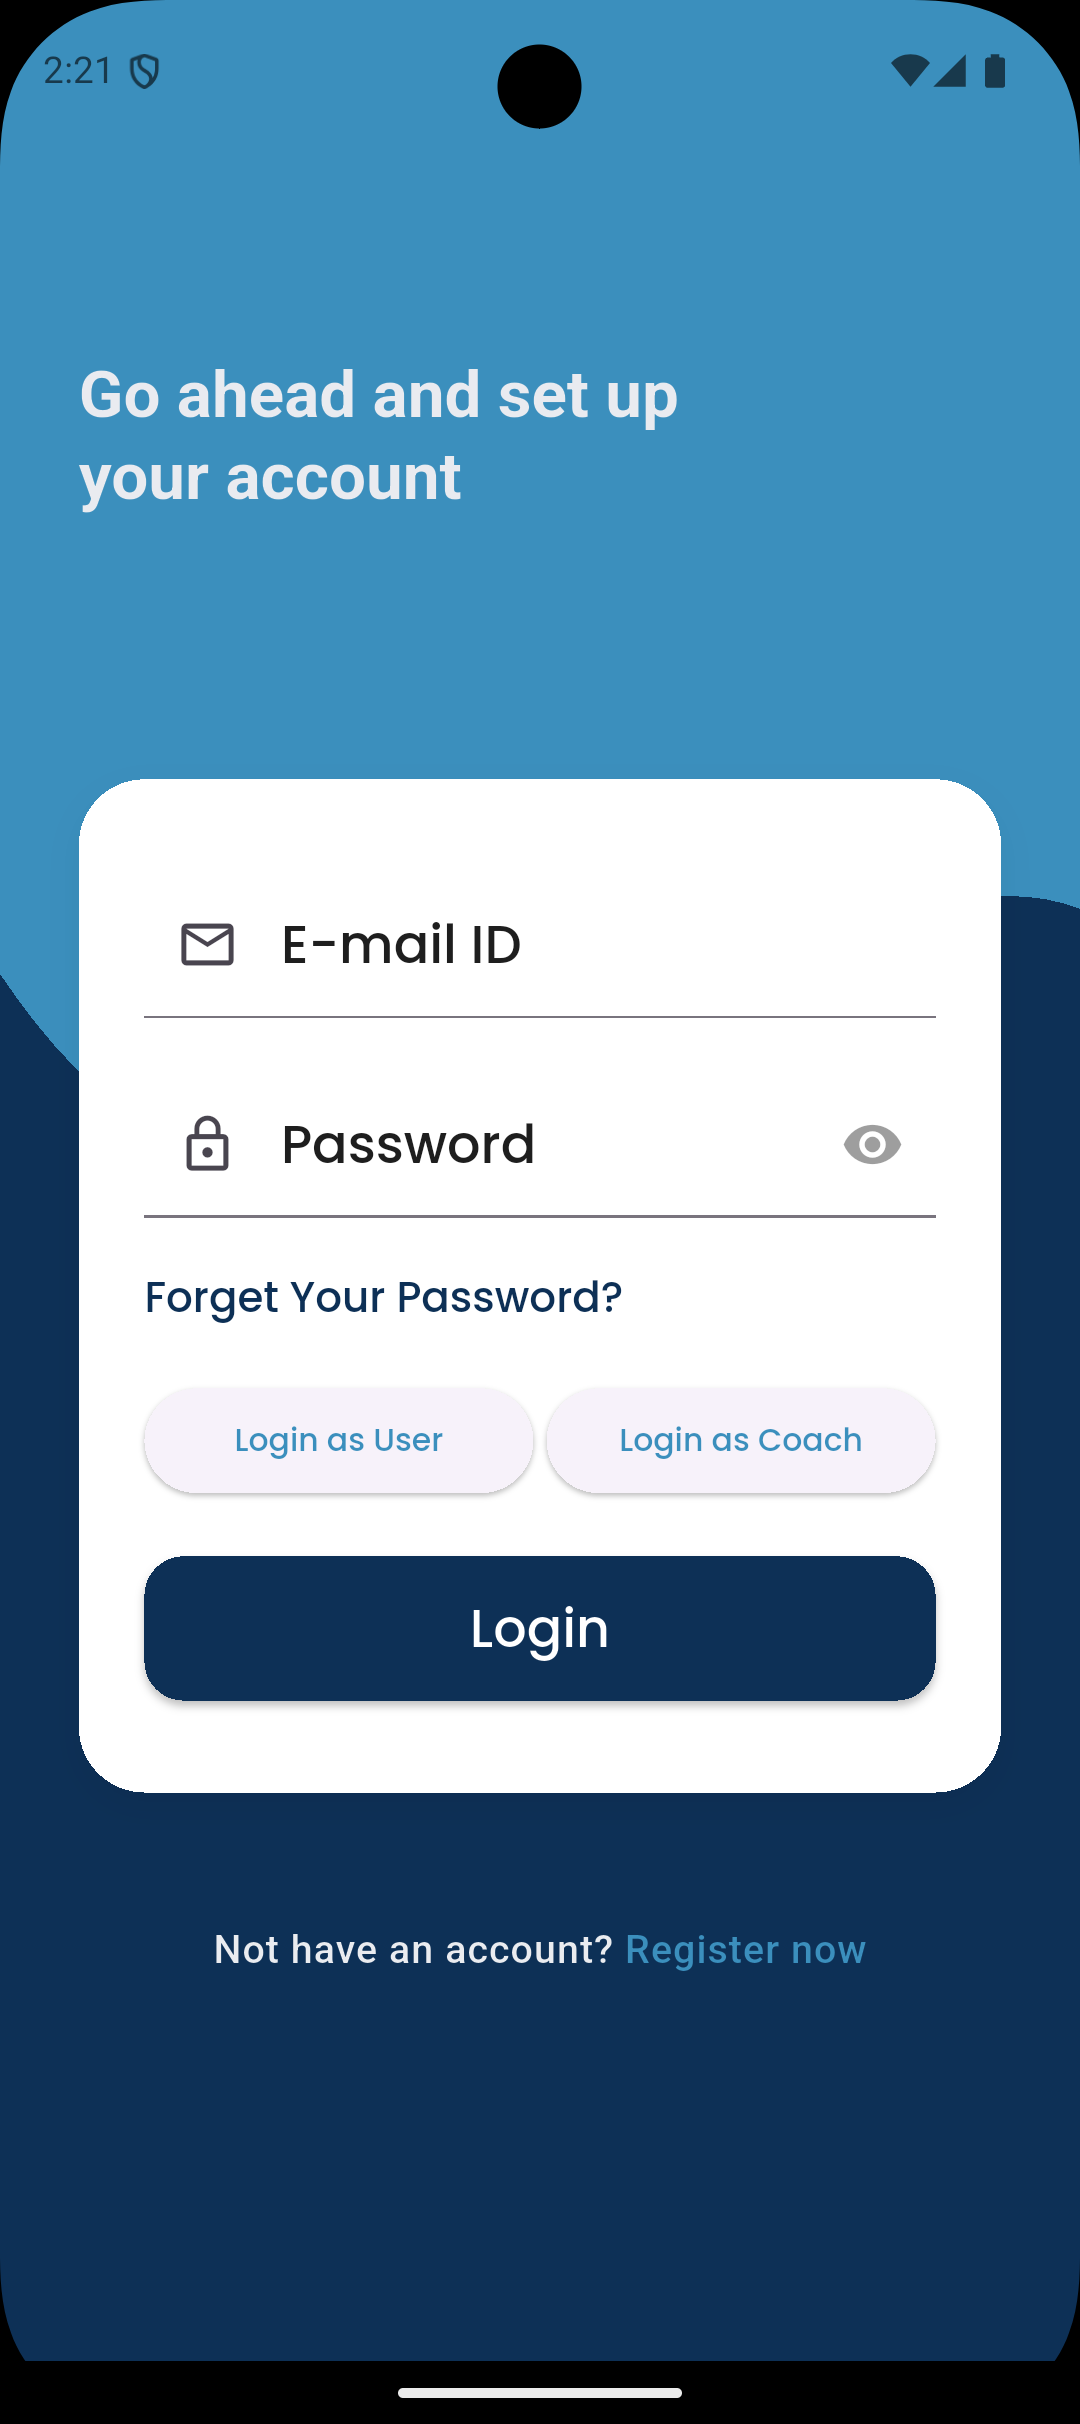 2:21
Go ahead and set up
your account
E-mail ID
Password
Forget Your Password?
Login as User
Login as Coach
Login
Not have an account? Register now